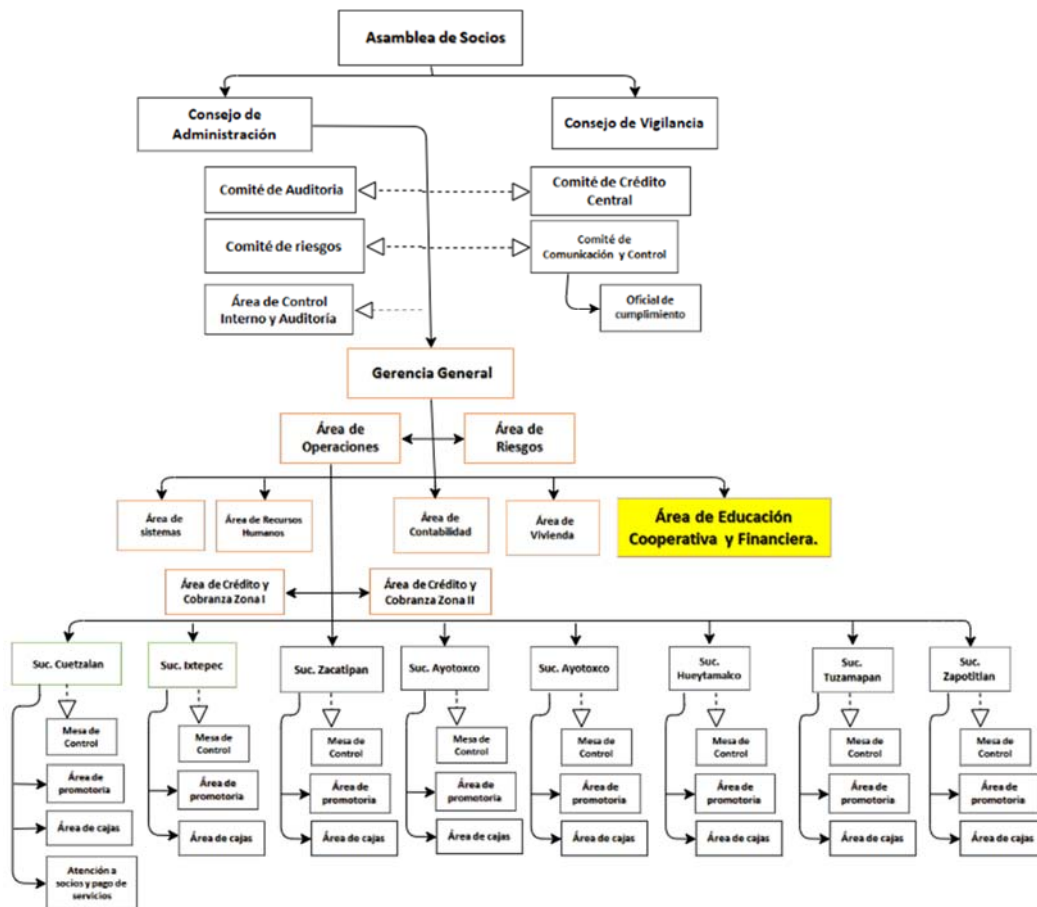 Asamblea de Socios
Consejo de
Administración
Consejo de Vigilancia
Comité de Auditoria
Comité de Crédito
Central
Comité de riesgos
Comité de
Comunicación y Control
Área de Control
Interno y Auditoría
Oficial de
cumplimiento
Gerencia General
Área de
Operaciones
Área de
Riesgos
Área de
sistemas
Área de Recursos
Humanos
Área de
Contabilidad
Área de
Vivienda
Área de Educación
Cooperativa y Financiera.
Área de Crédito y
Cobranza Zona I
Área de Crédito y
Cobranza Zona II
Suc. Cuetzalan
Suc. Ixtepec
Suc. Zacatipan
Suc. Ayotoxco
Suc. Ayotoxco
Suc.
Hueytamalco
Suc.
Tuzamapan
Suc.
Zapotitlan
Mesa de
Control
Mesa de
Control
Mesa de
Control
Mesa de
Control
Mesa de
Control
Mesa de
Control
Mesa de
Control
Mesa de
Control
Área de
promotoria
Área de
promotoria
Área de
promotoria
Área de
promotoria
Área de
promotoria
Área de
promotoria
Área de
promotoria
Área de
promotoria
Área de cajas
Área de cajas
Área de cajas
Área de cajas
Área de cajas
Área de cajas
Área de cajas
Área de cajas
Atención a
socios y pago de
servicios